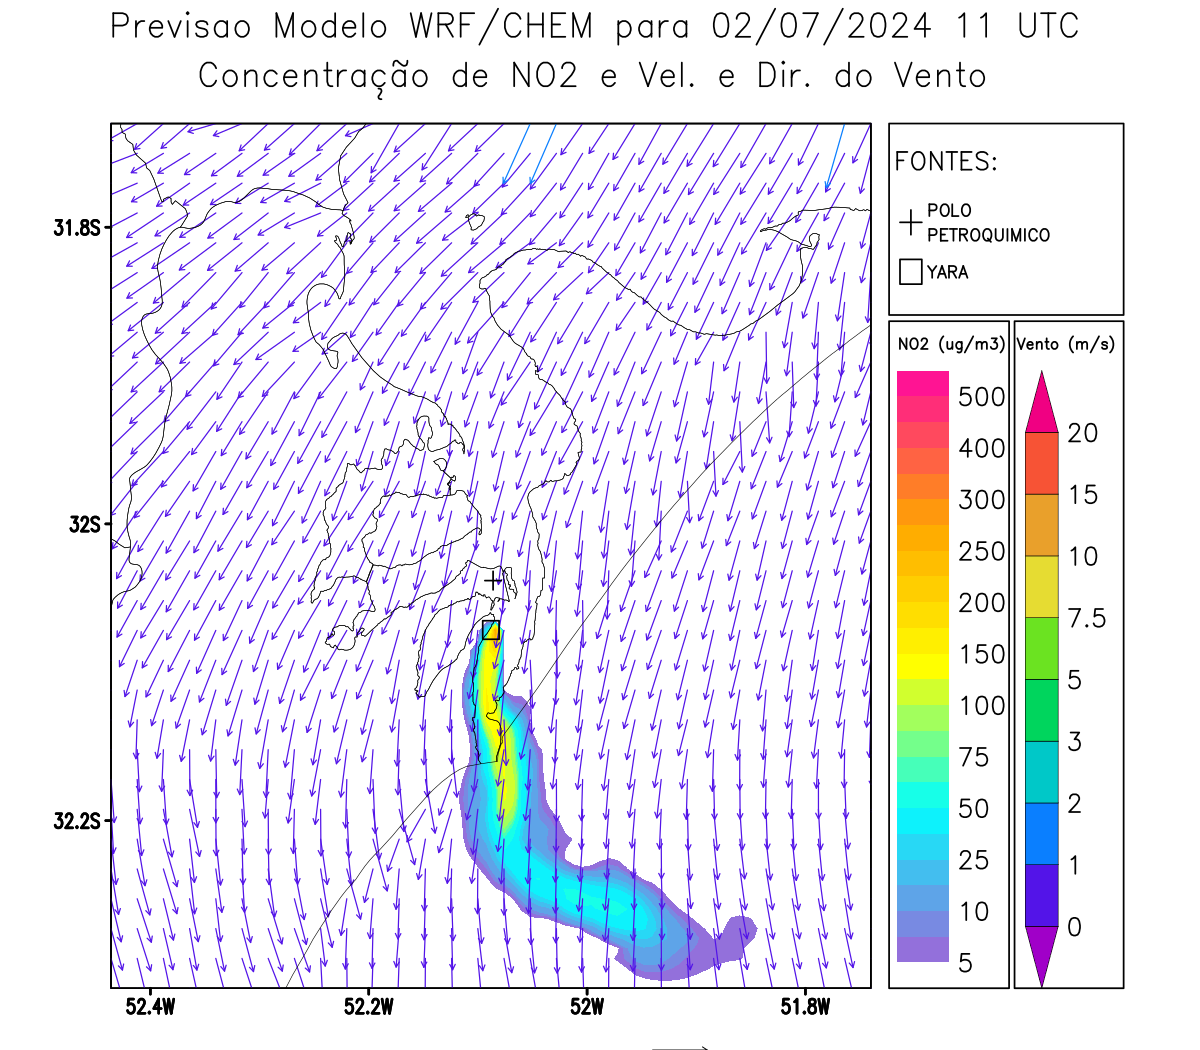 Previsao Modelo WRF/CHEM para 02/07/2024 11 UTC
Concentração de NO2 e Vel. e Dir. do Vento
FONTES:
POLO
PETROQUIMICO
YARA
NO2 (ug/m3)
500
400
300
250
200
150
100
75
50
25
10
5
Vento (m/s)
20
15
10
7.5
5
3
2
1
0
31.8S
32S
32.2S
52.4W
52.2W
52W
51.8W